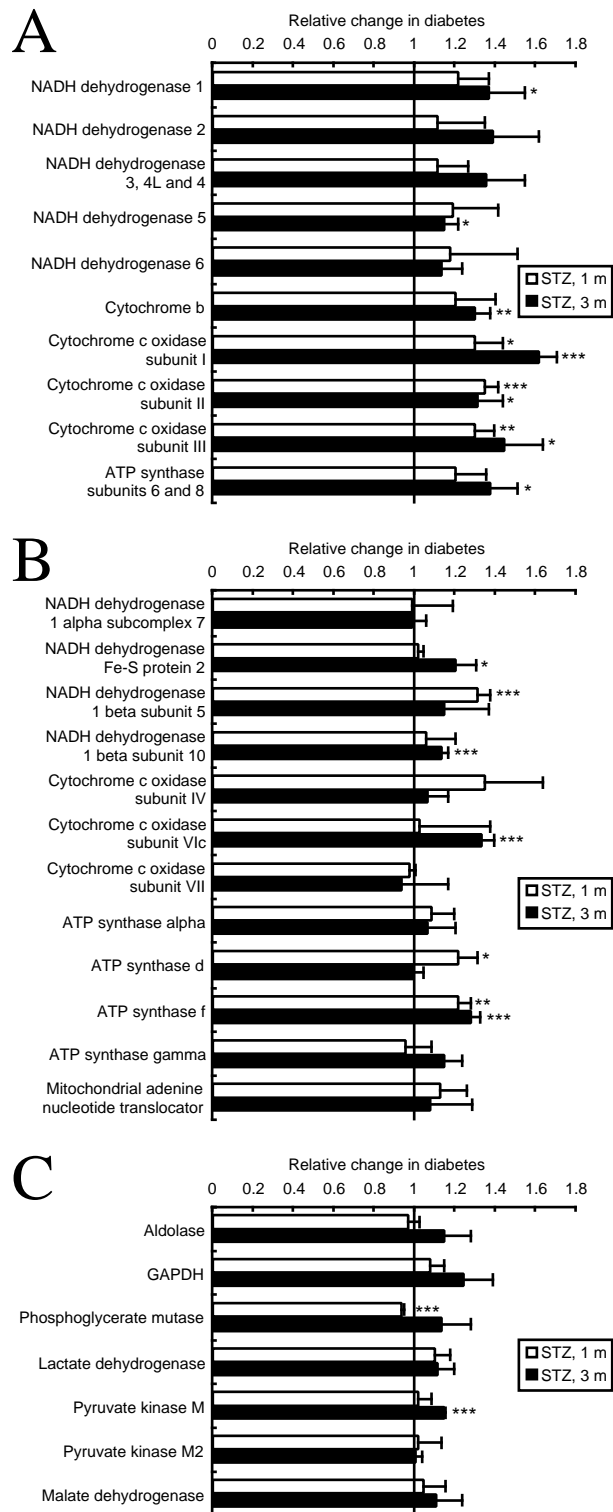 A
Relative change in diabetes
0 0.2 0.4 0.6 0.8 1 1.2 1.4 1.6 1.8
NADH dehydrogenase 1
*
NADH dehydrogenase 2
NADH dehydrogenase
3, 4L and 4
NADH dehydrogenase 5
*
NADH dehydrogenase 6
STZ, 1 m
STZ, 3 m
Cytochrome b
**
Cytochrome c oxidase
subunit I
*
***
Cytochrome c oxidase
subunit II
***
*
Cytochrome c oxidase
subunit III
**
*
ATP synthase
subunits 6 and 8
*
B
Relative change in diabetes
0 0.2 0.4 0.6 0.8 1 1.2 1.4 1.6 1.8
NADH dehydrogenase
1 alpha subcomplex 7
NADH dehydrogenase
Fe-S protein 2
*
NADH dehydrogenase
1 beta subunit 5
***
NADH dehydrogenase
1 beta subunit 10
***
Cytochrome c oxidase
subunit IV
Cytochrome c oxidase
subunit VIc
***
Cytochrome c oxidase
subunit VII
STZ, 1 m
STZ, 3 m
ATP synthase alpha
ATP synthase d
*
ATP synthase f
**
***
ATP synthase gamma
Mitochondrial adenine
nucleotide translocator
C
Relative change in diabetes
0 0.2 0.4 0.6 0.8 1 1.2 1.4 1.6 1.8
Aldolase
GAPDH
Phosphoglycerate mutase
***
STZ, 1 m
STZ, 3 m
Lactate dehydrogenase
Pyruvate kinase M
***
Pyruvate kinase M2
Malate dehydrogenase